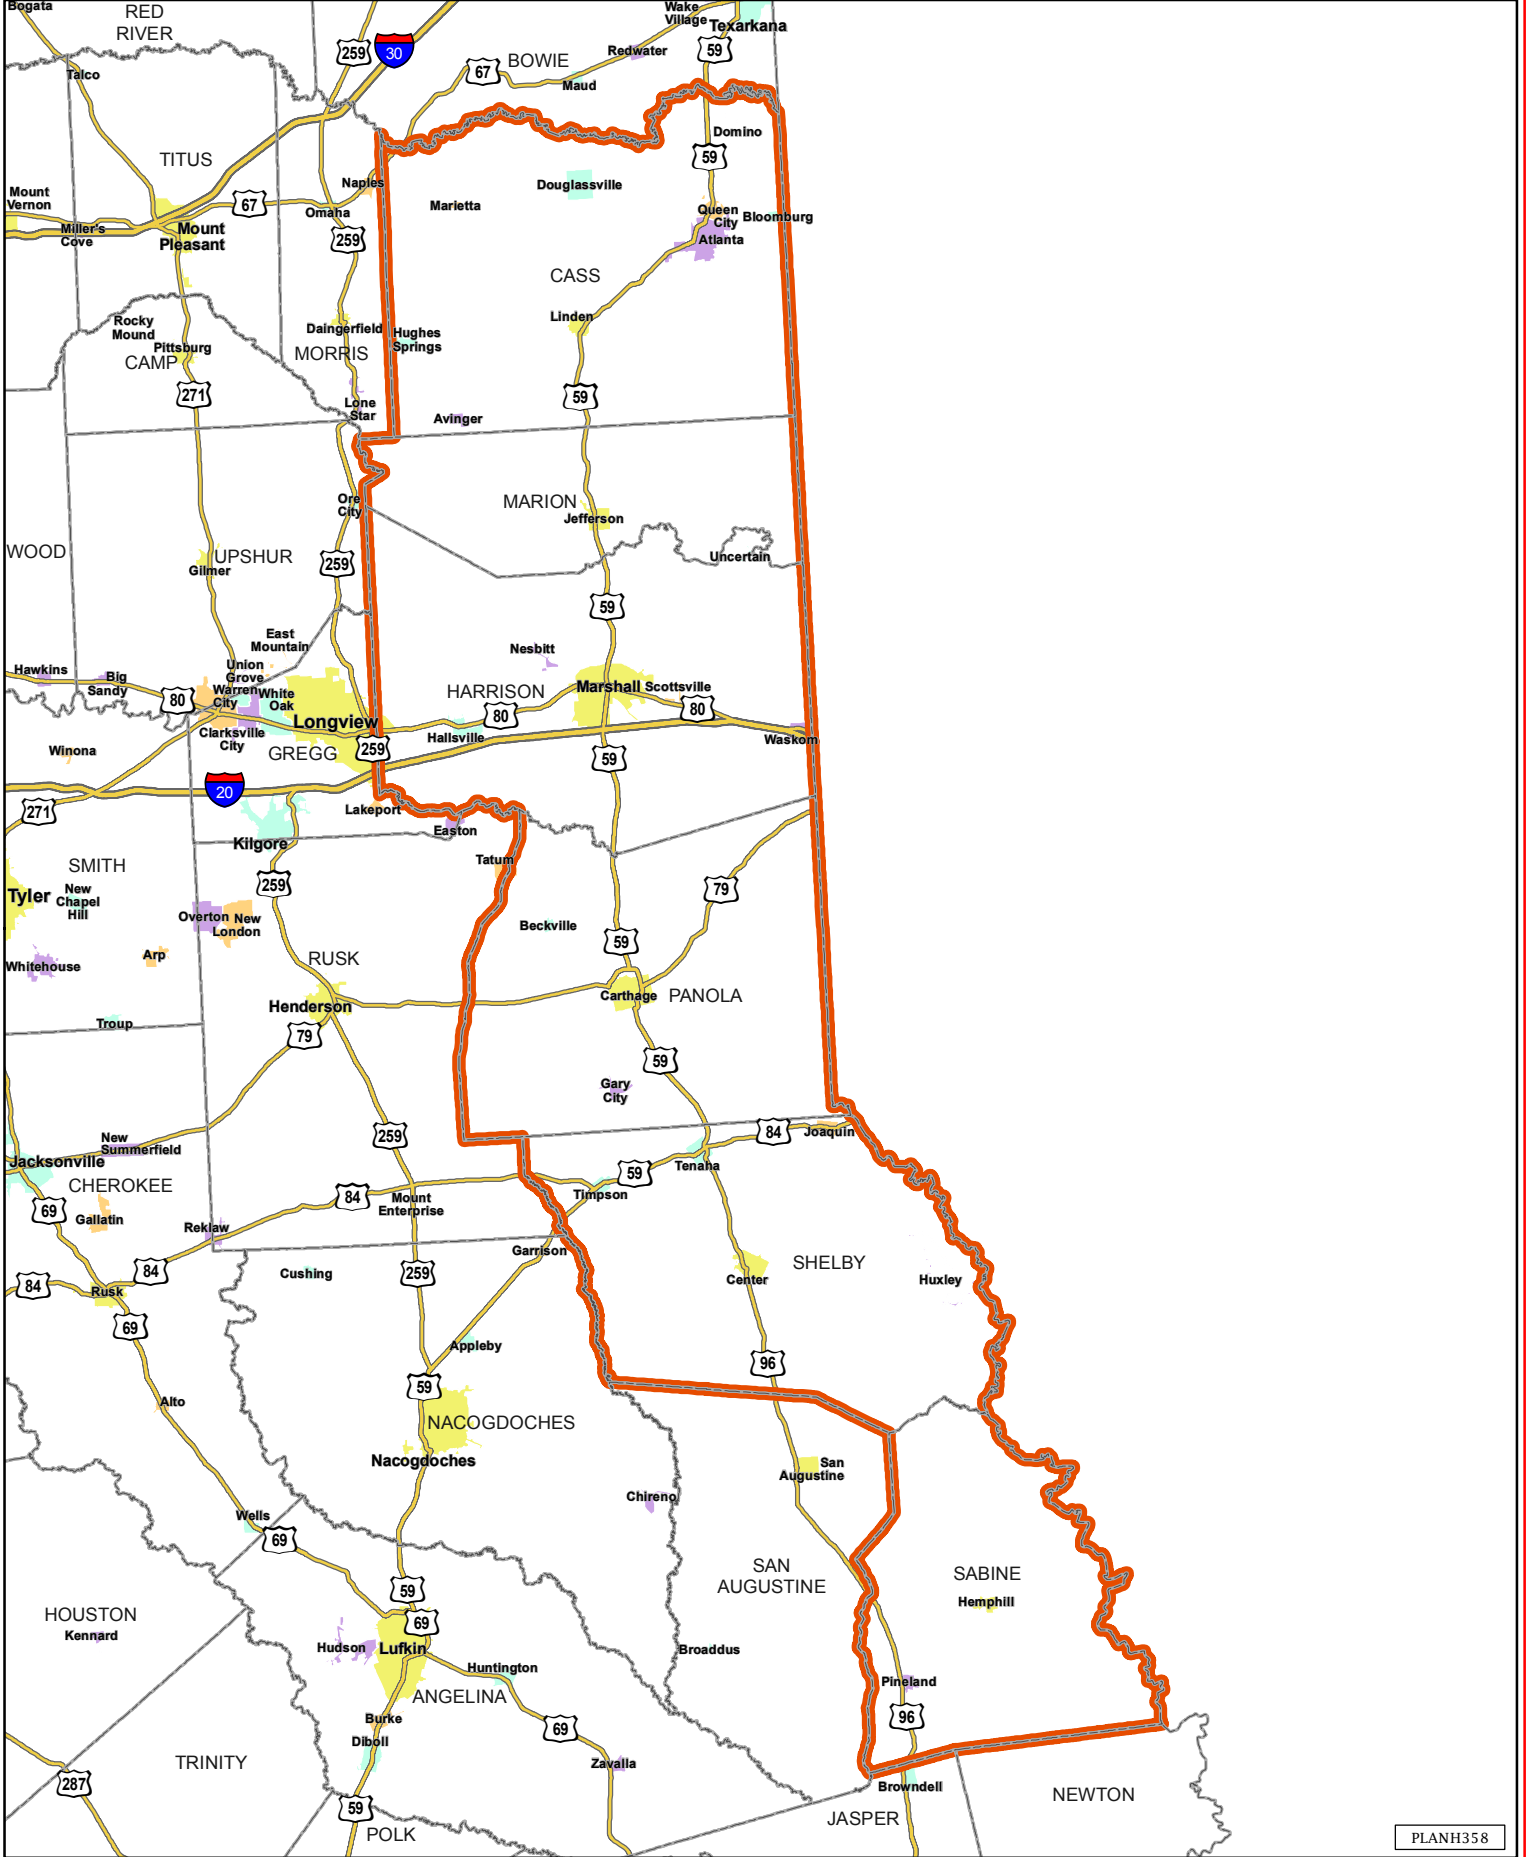 Bogata
RED
RIVER
Wake
Village
Texarkana
259
30
59
BOWIE
Redwater
67
Talco
Maud
Domino
TITUS
59
Naples
Douglassville
Mount
Vernon
67
Omaha
Marietta
Queen
City
Bloomburg
Miller's
Cove
Mount
Pleasant
259
Atlanta
CASS
Rocky
Mound
Daingerfield
Hughes
Springs
Linden
Pittsburg
CAMP
MORRIS
271
59
Lone
Star
Avinger
Ore
City
MARION
Jefferson
WOOD
UPSHUR
Gilmer
259
Uncertain
59
East
Mountain
Nesbitt
Hawkins
Big
Sandy
Union
Grove
Warren
City
White
Oak
80
HARRISON
Marshall
Scottsville
80
80
Longview
Clarksville
City
Hallsville
Waskom
Winona
GREGG
259
59
20
271
Lakeport
Easton
Kilgore
SMITH
Tatum
Tyler
New
Chapel
Hill
259
79
Overton
New
London
Beckville
59
Whitehouse
Arp
RUSK
Henderson
Carthage
PANOLA
Troup
79
59
Gary
City
259
84
Joaquin
New
Summerfield
Jacksonville
Tenaha
CHEROKEE
59
Timpson
69
Gallatin
84
Mount
Enterprise
Reklaw
Garrison
SHELBY
84
84
Cushing
259
Center
Huxley
Rusk
69
Appleby
96
59
Alto
NACOGDOCHES
Nacogdoches
San
Augustine
Chireno
Wells
69
SAN
AUGUSTINE
SABINE
Hemphill
59
HOUSTON
Kennard
69
Hudson
Lufkin
Broaddus
Huntington
Pineland
ANGELINA
Burke
96
69
Diboll
TRINITY
Zavalla
287
Browndell
NEWTON
59
JASPER
POLK
PLANH358